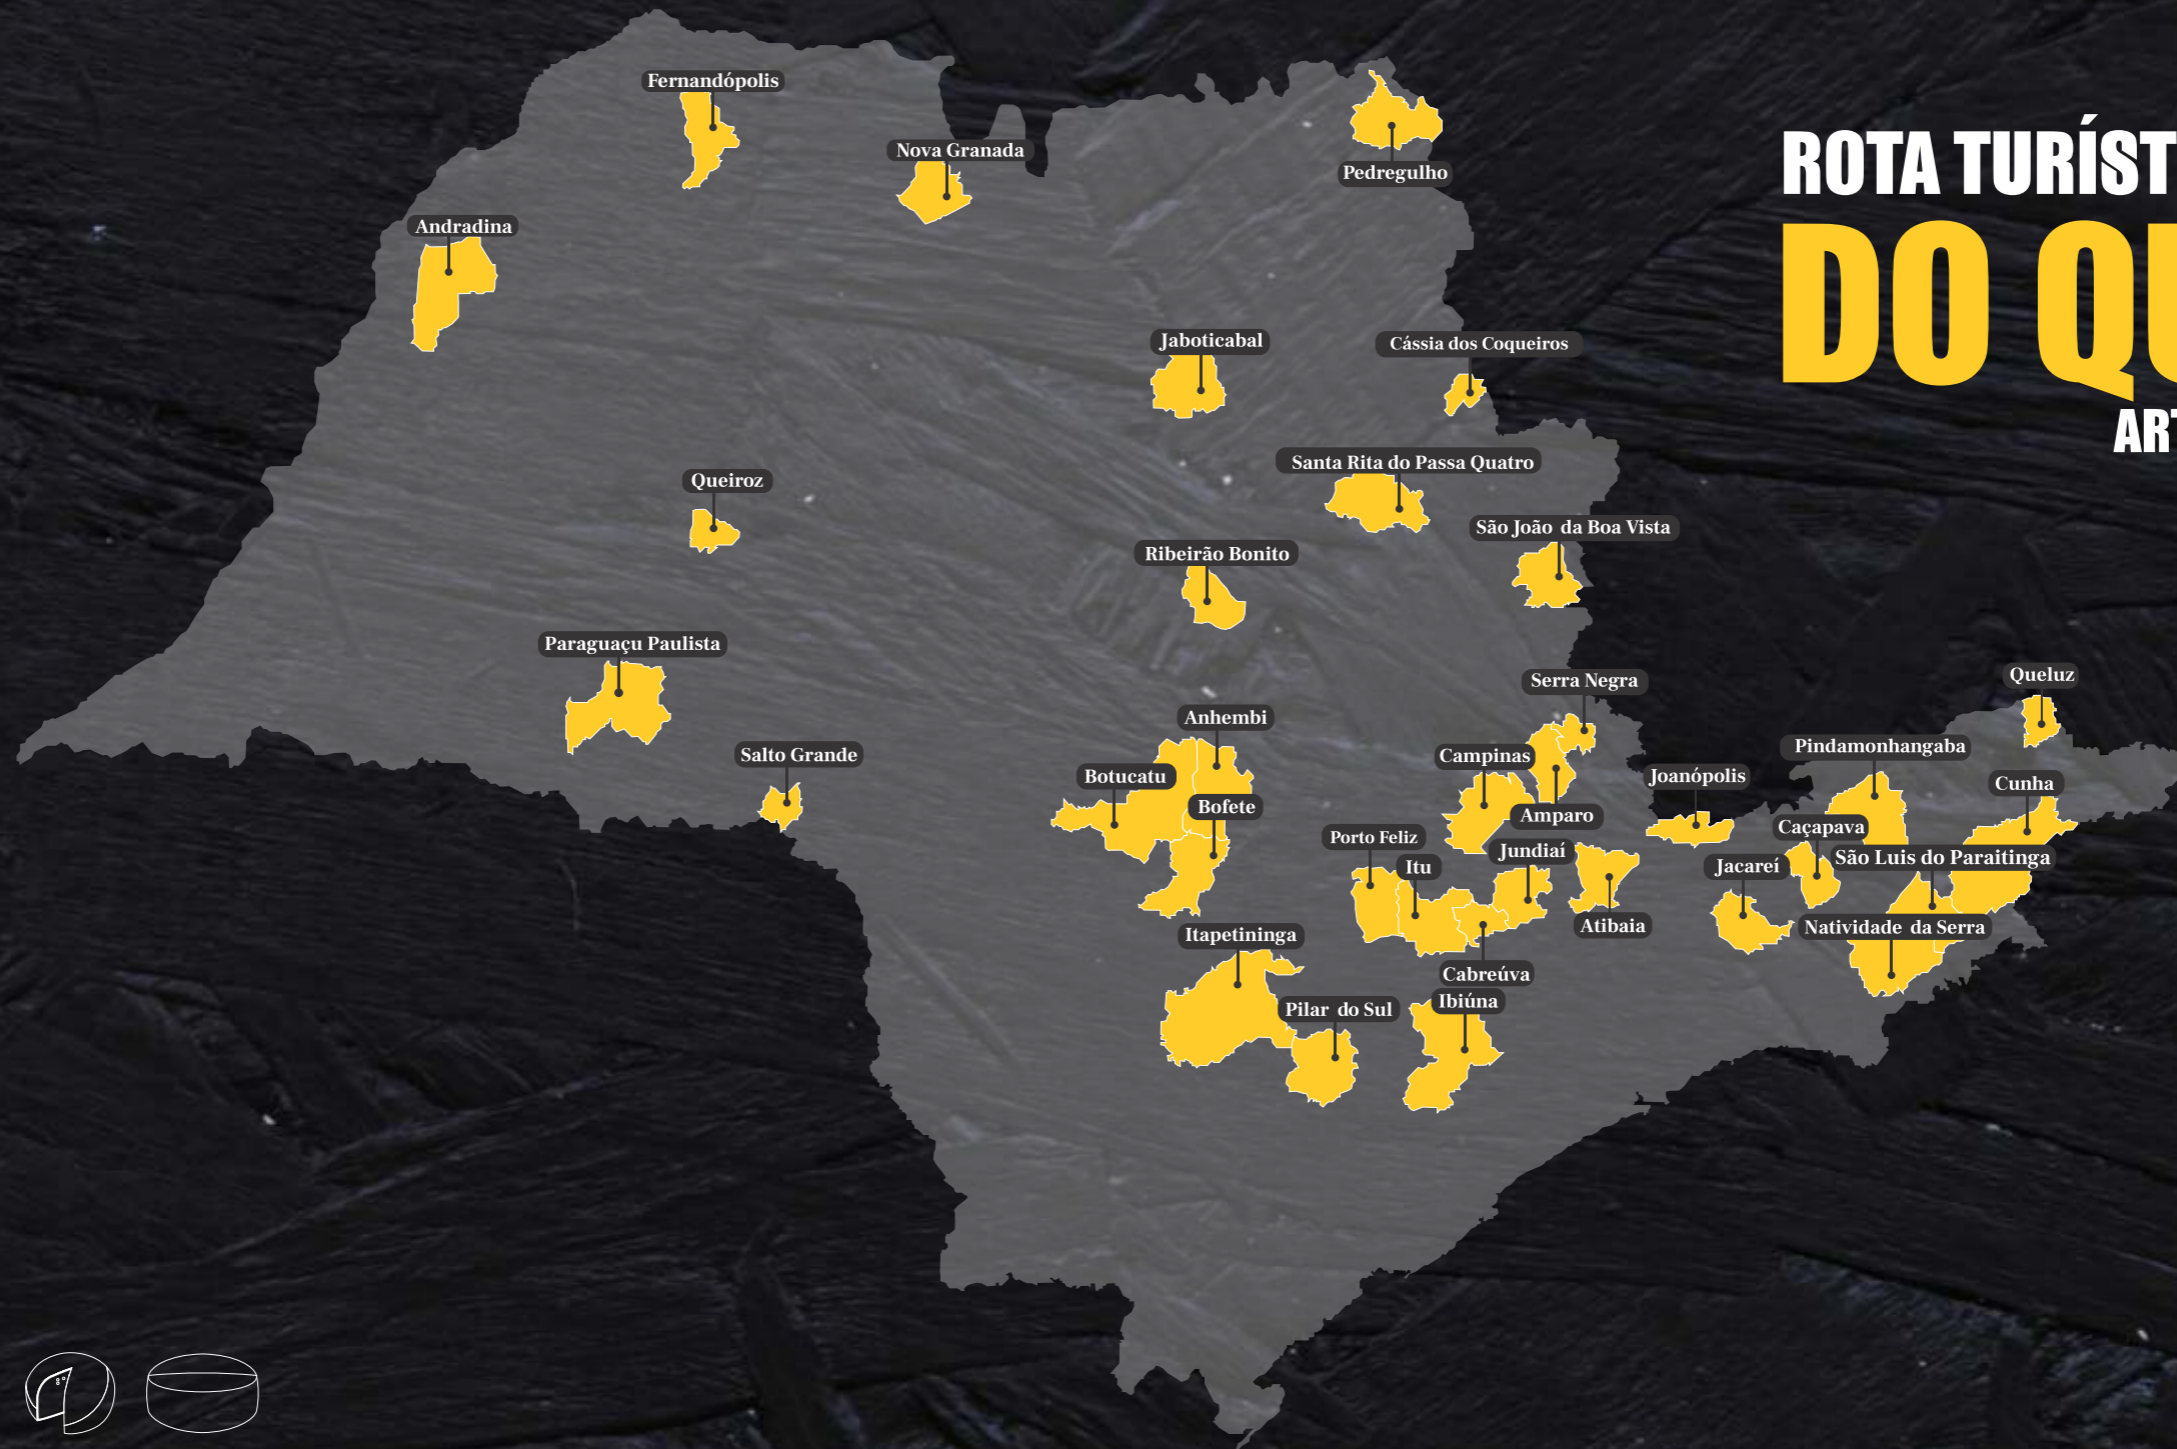 Fernandópolis
Nova Granada
Pedregulho
ROTA TURÍST
Andradina
DO QU
Jaboticabal
Cássia dos Coqueiros
ART
Santa Rita do Passa Quatro
Queiroz
São João da Boa Vista
Ribeirão Bonito
Paraguaçu Paulista
Serra Negra
Queluz
Anhembi
Salto Grande
Campinas
Pindamonhangaba
Botucatu
Joanópolis
Cunha
Bofete
Amparo
Porto Feliz
Caçapava
Jundiaí
São Luis do Paraitinga
Itu
Jacareí
Itapetininga
Atibaia
Natividade da Serra
Cabreúva
Ibiúna
Pilar do Sul